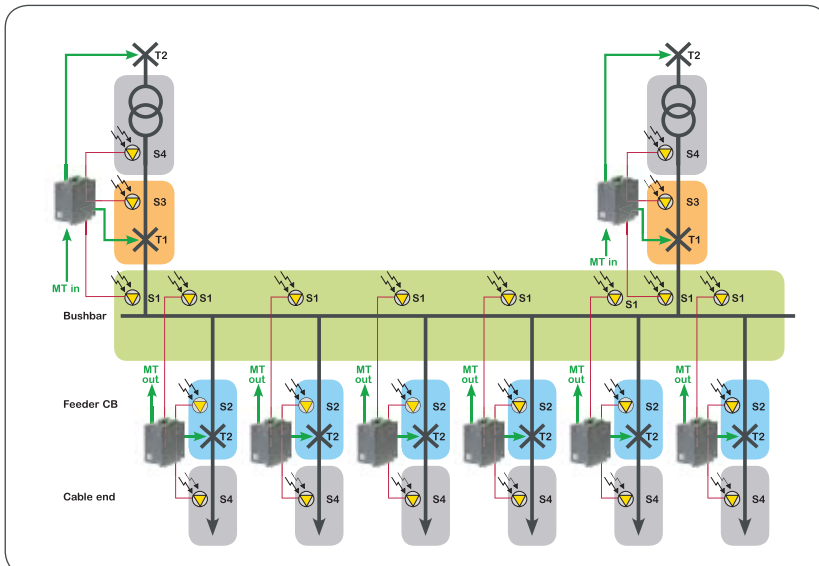 T2
T2
S4
S4
S3
S3
T1
T1
MT in
MT in
S1
S1
S1
S1
S1
S1
S1
S1
Bushbar
MT
out
MT
out
MT
out
MT
out
MT
out
MT
out
Feeder CB
S2
S2
S2
S2
S2
S2
T2
T2
T2
T2
T2
T2
Cable end
S4
S4
S4
S4
S4
S4